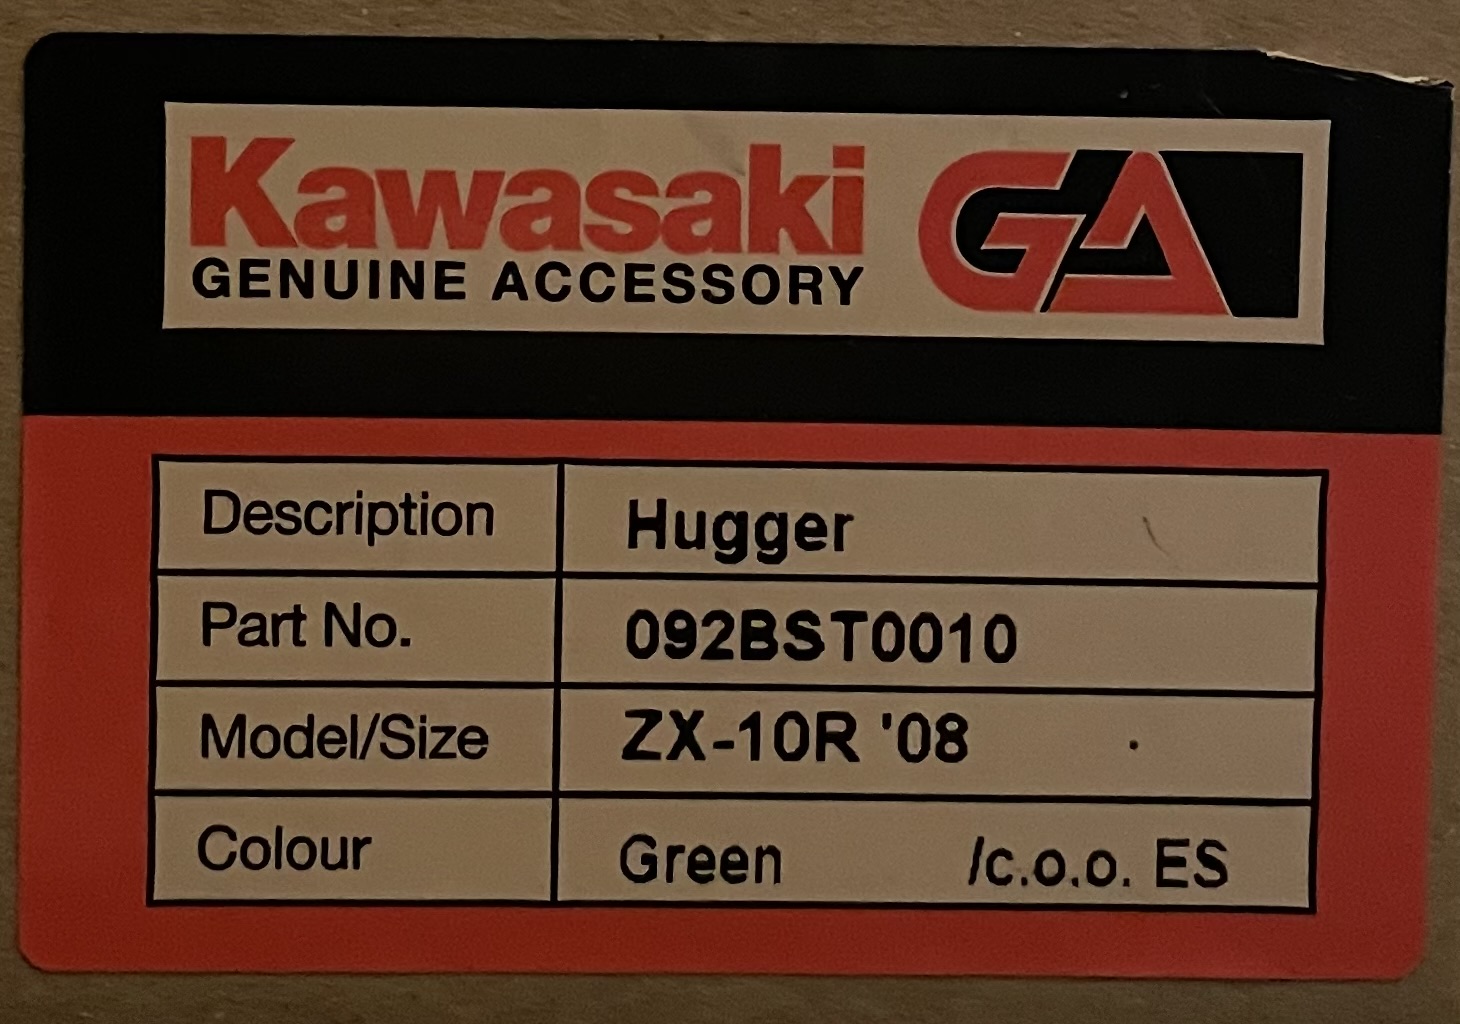 Kawasaki GA
GENUINE ACCESSORY
Description Hugger
Part No. 092BST0010
Model/Size ZX-10R '08
Colour Green /c.o.o. ES